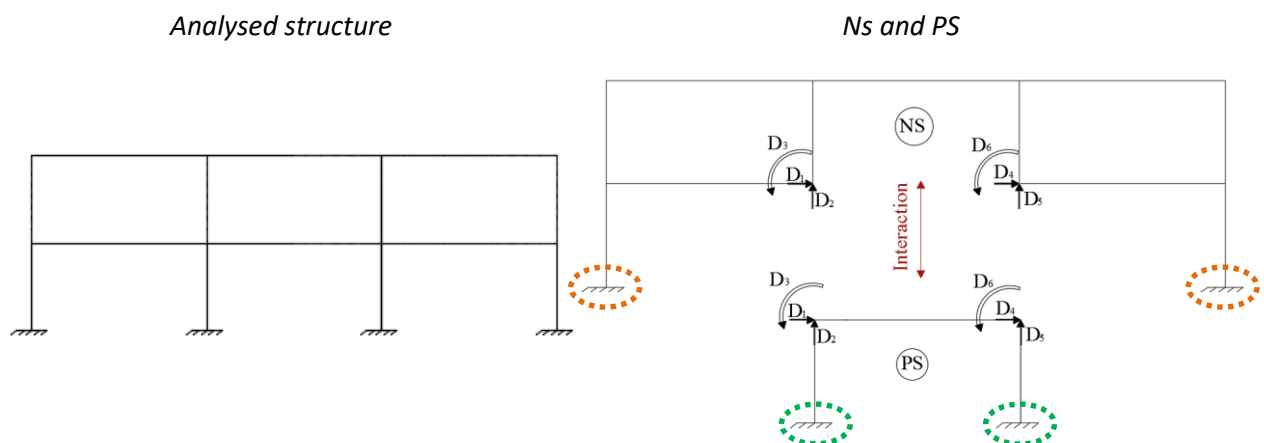 Analysed structure
Ns and PS
NS
D3
D6
D1
D4
D2
D5
Interaction
D3
D6
D1
D4
D2
D5
PS